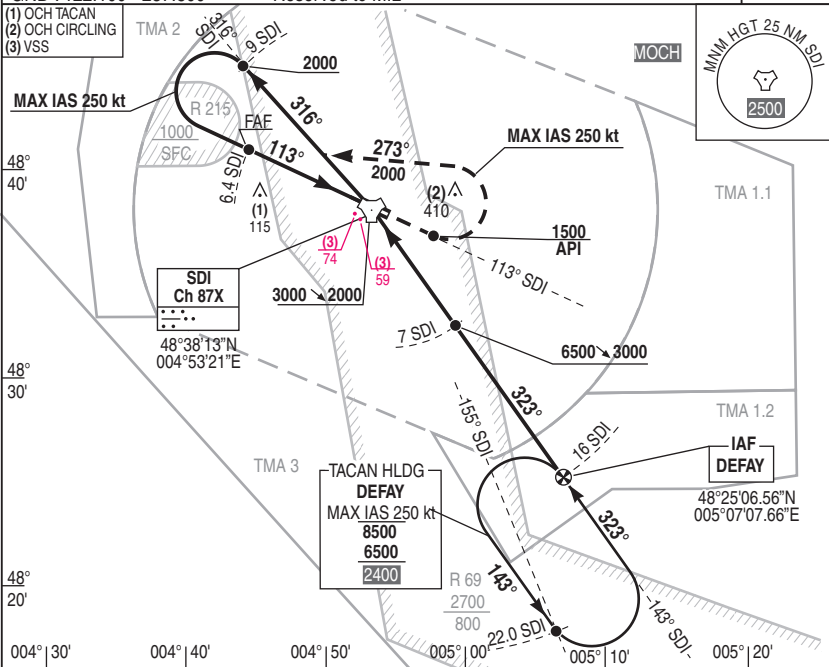 (1) OCH TACAN
(2) OCH CIRCLING
(3) VSS
TMA 2
316° SDI
9 SDI
2000
MOCH
MNM HGT 25 NM SDI
2500
MAX IAS 250 kt
R 215
1000
SFC
FAF
316°
113°
6.4 SDI
273°
2000
MAX IAS 250 kt
(1)
115
(2)
410
TMA 1.1
48°
40'
1500
API
113° SDI
(3)
74
(3)
59
SDI
Ch 87X
48°38'13"N
004°53'21"E
3000 ↘ 2000
7 SDI
6500 ↘ 3000
48°
30'
323°
TMA 1.2
155° SDI
16 SDI
IAF
DEFAY
48°25'06.56"N
005°07'07.66"E
TMA 3
TACAN HLDG
DEFAY
MAX IAS 250 kt
8500
6500
2400
323°
143°
R 69
2700
800
22.0 SDI
143° SDI
48°
20'
004°30'
004°40'
004°50'
005°00'
005°10'
005°20'